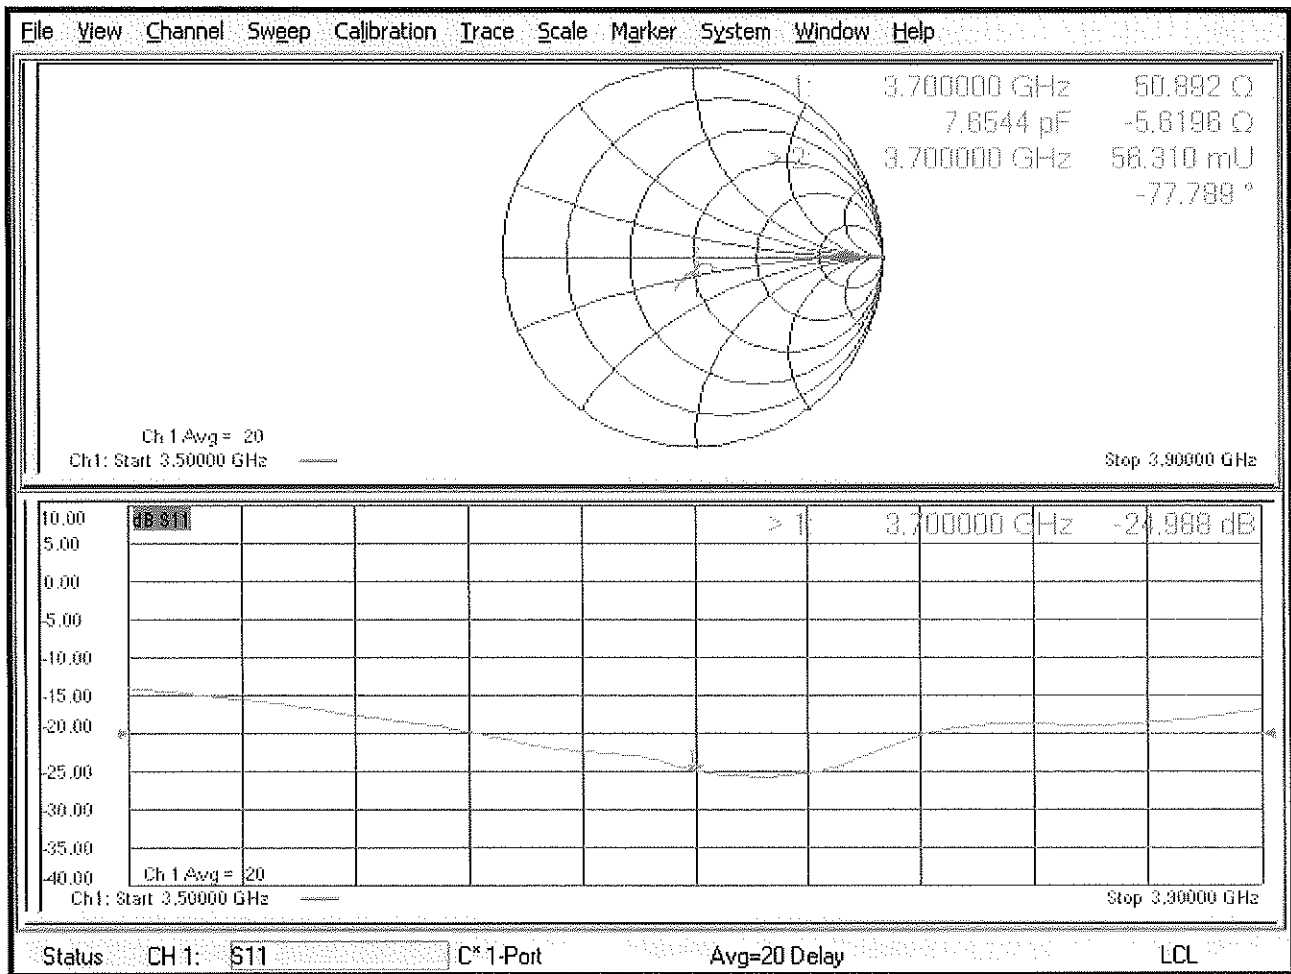 File View Channel Sweep Calibration Trace Scale Marker System Window Help
1: 3.700000 GHz 50.892 Ω
7.6544 pF -5.6196 Ω
> 2: 3.700000 GHz 56.310 mU
-77.789 °
Ch 1 Avg = 20
Ch1: Start 3.50000 GHz
Stop 3.90000 GHz
10.00
dB S11
> 1: 3.700000 GHz -24.988 dB
5.00
0.00
-5.00
-10.00
-15.00
-20.00
-25.00
-30.00
-35.00
-40.00
Ch 1 Avg = 20
Ch1: Start 3.50000 GHz
Stop 3.90000 GHz
Status CH 1: S11 C* 1-Port Avg=20 Delay LCL